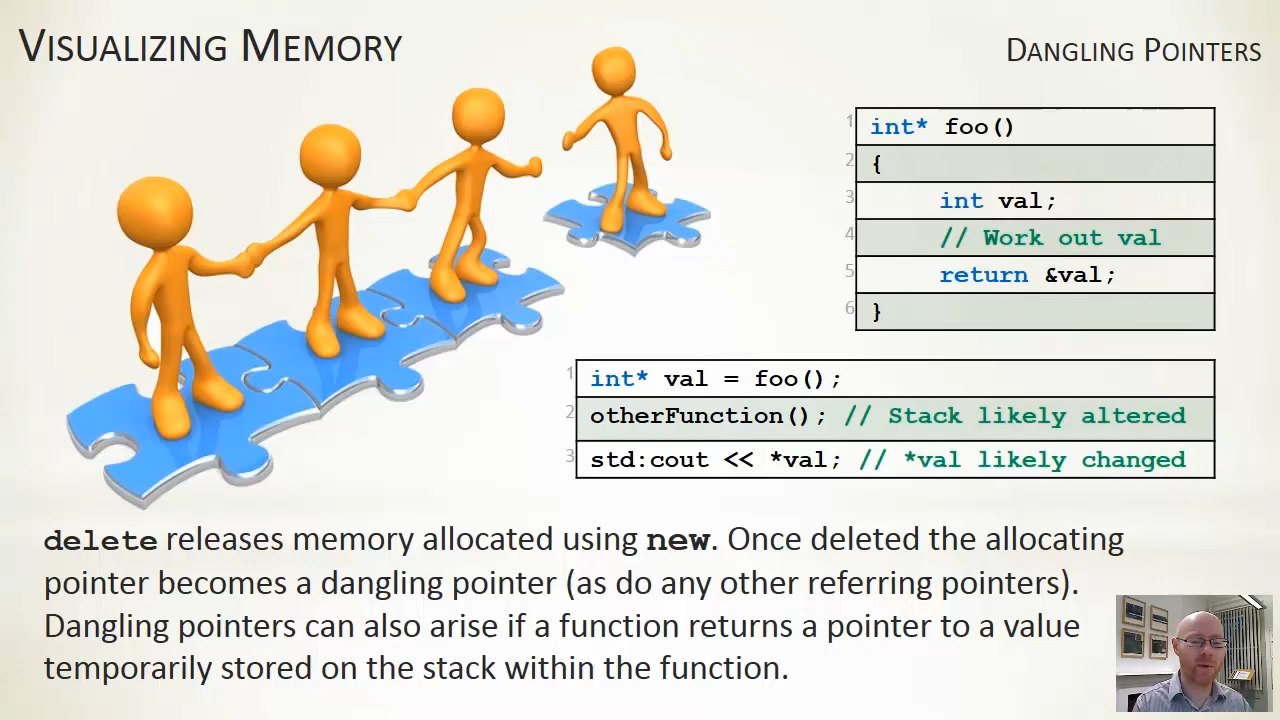 VISUALIZING MEMORY
DANGLING POINTERS
1 int* foo()
2 {
3 int val;
4 // Work out val
5 return &val;
6 }
1 int* val = foo();
2 otherFunction(); // Stack likely altered
3 std:cout << *val; // *val likely changed
delete releases memory allocated using new. Once deleted the allocating
pointer becomes a dangling pointer (as do any other referring pointers).
Dangling pointers can also arise if a function returns a pointer to a value
temporarily stored on the stack within the function.